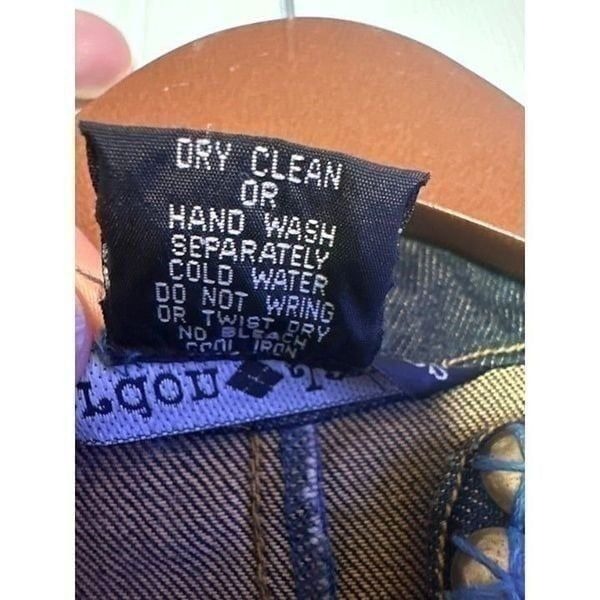 DRY CLEAN
OR
HAND WASH
SEPARATELY
COLD WATER
DO NOT WRING
OR TWIST DRY
NO BLEACH
COOL IRON